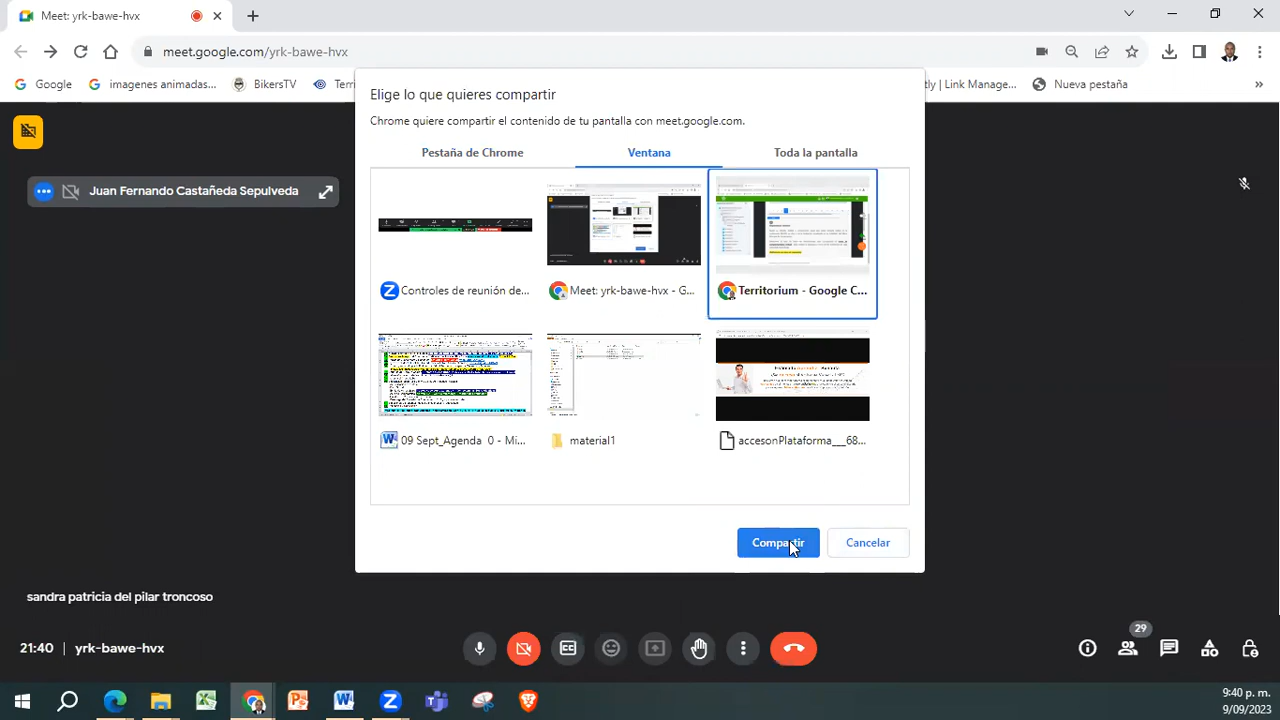 Meet: yrk-bawe-hvx
meet.google.com/yrk-bawe-hvx
Google
imagenes animadas...
BikersTV
Terri
tly | Link Manage...
Nueva pestaña
»
Elige lo que quieres compartir
Chrome quiere compartir el contenido de tu pantalla con meet.google.com.
Pestaña de Chrome
Ventana
Toda la pantalla
Juan Fernando Castañeda Sepulveda
Controles de reunión de...
Meet: yrk-bawe-hvx - G...
Territorium - Google C...
09 Sept_Agenda 0 - Mi...
material1
accesonPlataforma___68...
Compartir
Cancelar
sandra patricia del pilar troncoso
29
21:40 | yrk-bawe-hvx
9:40 p. m.
9/09/2023